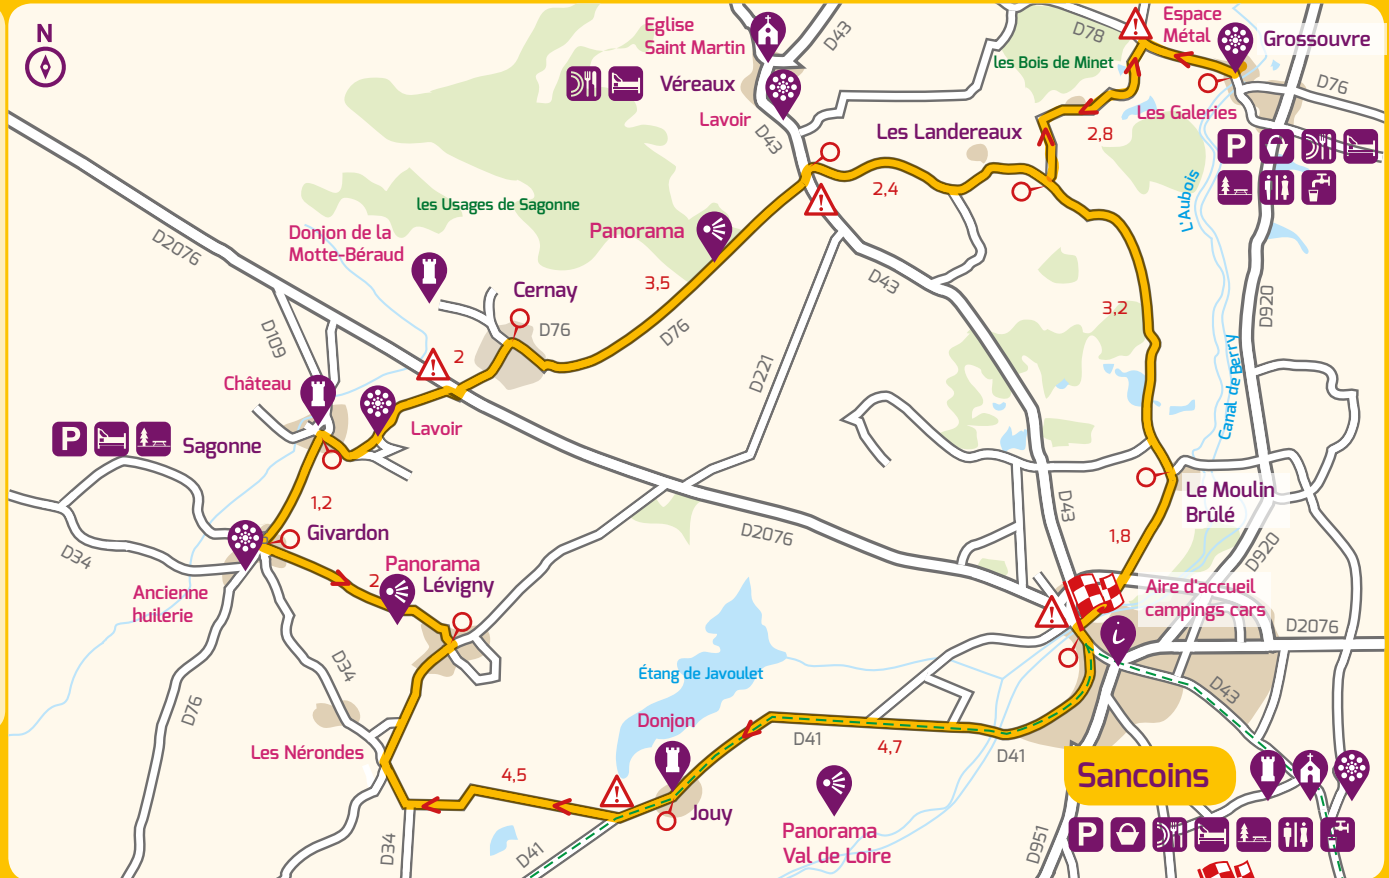 N
Eglise
Saint Martin
D43
D78
Espace
Métal
Grossouvre
les Bois de Minet
D76
Véreaux
Lavoir
D43
Les Landereaux
2,8
Les Galeries
P
2,4
L'Aubois
les Usages de Sagonne
Panorama
D2076
Donjon de la
Motte-Béraud
3,5
D43
Cernay
D76
D76
3,2
D920
D109
2
D221
Canal de Berry
Château
Lavoir
P
Sagonne
1,2
Le Moulin
Brûlé
D43
Givardon
D2076
1,8
D920
D34
Panorama
2
Lévigny
Ancienne
huilerie
Aire d'accueil
campings cars
i
D2076
D34
Étang de Javoulet
D43
D76
Donjon
D41
4,7
D41
Les Nérondes
4,5
Sancoins
Jouy
Panorama
Val de Loire
P
D34
D41
D951